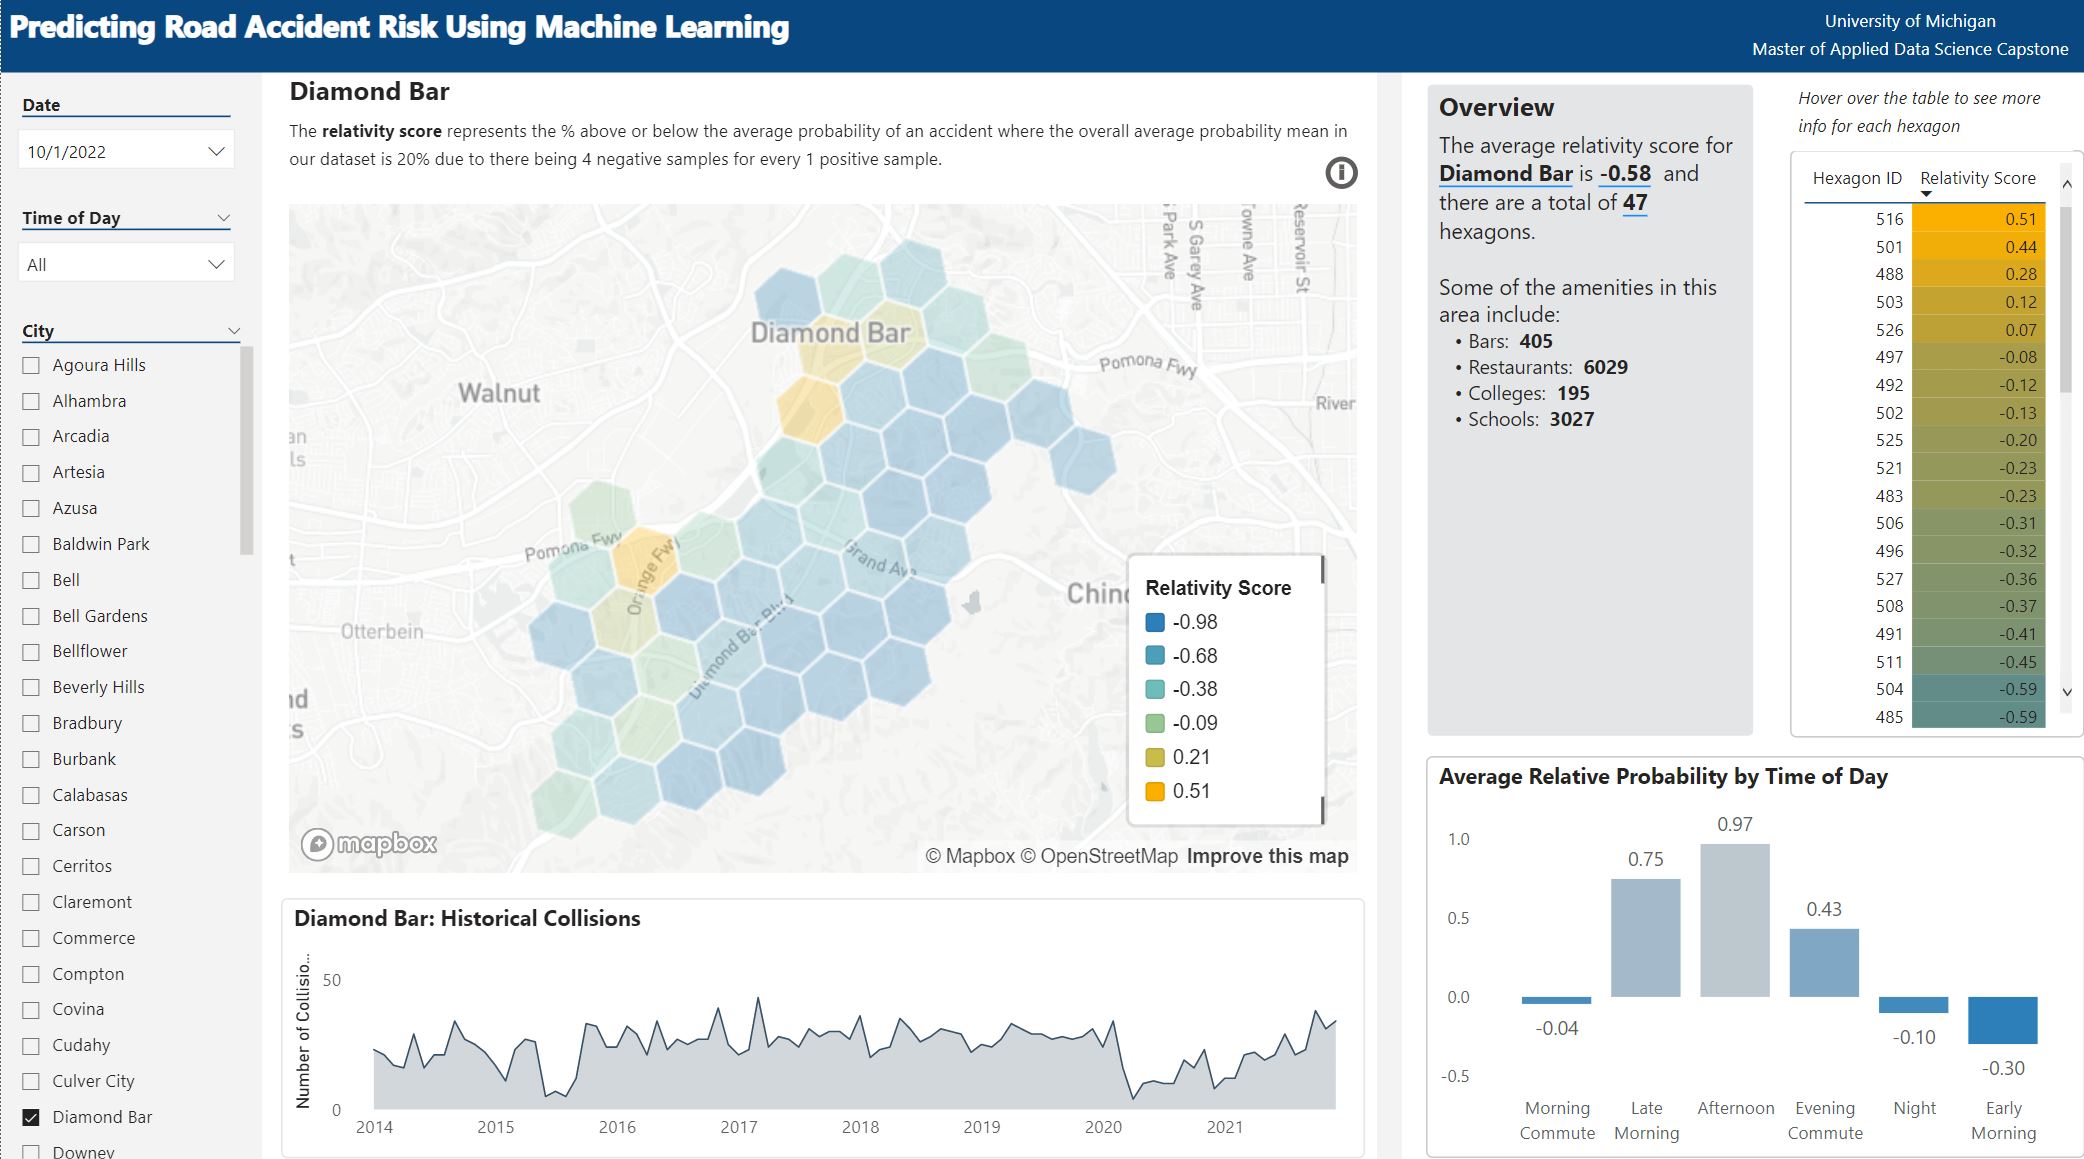 Predicting Road Accident Risk Using Machine Learning
University of Michigan
Master of Applied Data Science Capstone
Date
10/1/2022
Time of Day
All
City
Agoura Hills
Alhambra
Arcadia
Artesia
Azusa
Baldwin Park
Bell
Bell Gardens
Bellflower
Beverly Hills
Bradbury
Burbank
Calabasas
Carson
Cerritos
Claremont
Commerce
Compton
Covina
Cudahy
Culver City
Diamond Bar
Downey
Diamond Bar
The relativity score represents the % above or below the average probability of an accident where the overall average probability mean in
our dataset is 20% due to there being 4 negative samples for every 1 positive sample.
Park Ave
S Garey Ave
Towne Ave
Reservoir St
Diamond Bar
Walnut
Pomona Fwy
River
an
ls
Pomona Fwy
Orange Fwy
Grand Ave
t
Chino
Otterbein
Diamond Bar Blvd
nd
s
Relativity Score
-0.98
-0.68
-0.38
-0.09
0.21
0.51
mapbox
© Mapbox © OpenStreetMap Improve this map
Diamond Bar: Historical Collisions
Number of Collisio...
50
0
2014 2015 2016 2017 2018 2019 2020 2021
Overview
The average relativity score for
Diamond Bar is -0.58 and
there are a total of 47
hexagons.
Some of the amenities in this
area include:
• Bars: 405
• Restaurants: 6029
• Colleges: 195
• Schools: 3027
Hover over the table to see more
info for each hexagon
Hexagon ID Relativity Score
516 0.51
501 0.44
488 0.28
503 0.12
526 0.07
497 -0.08
492 -0.12
502 -0.13
525 -0.20
521 -0.23
483 -0.23
506 -0.31
496 -0.32
527 -0.36
508 -0.37
491 -0.41
511 -0.45
504 -0.59
485 -0.59
Average Relative Probability by Time of Day
1.0
0.5
0.0
-0.5
-0.04
0.75
0.97
0.43
-0.10
-0.30
Morning Commute
Late Morning
Afternoon
Evening Commute
Night
Early Morning